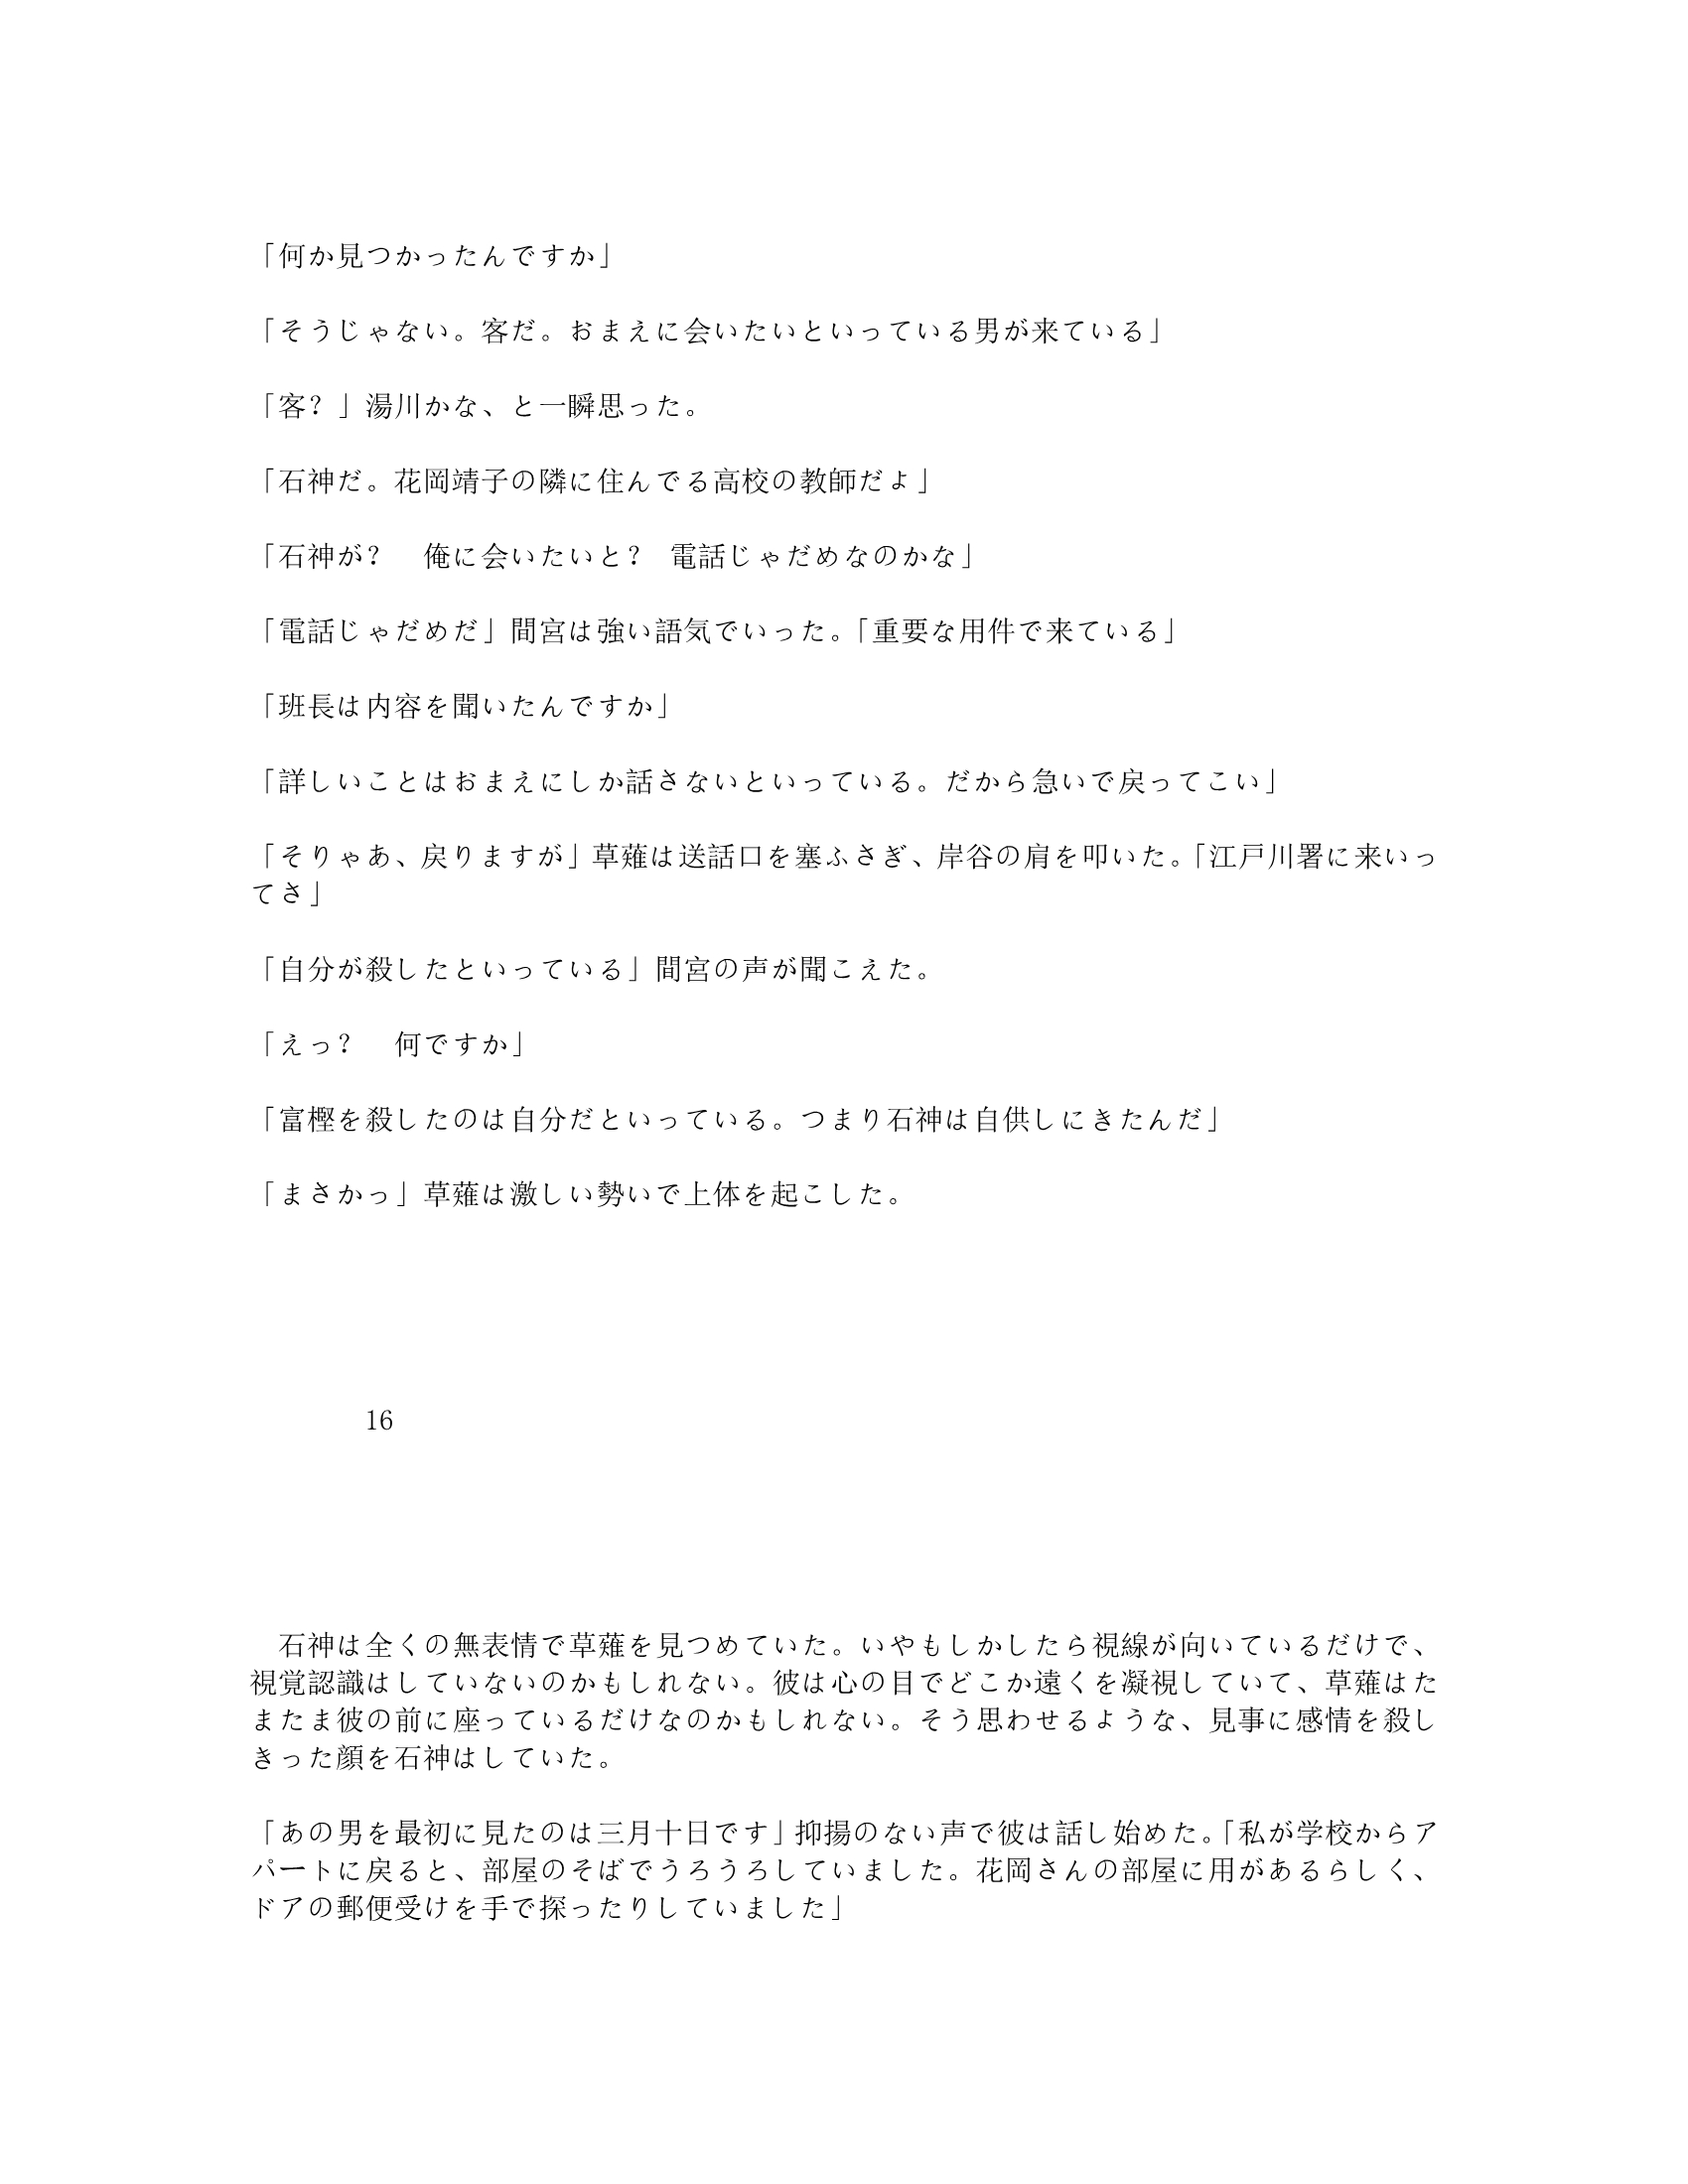 「何か見つかったんですか」
「そうじゃない。客だ。おまえに会いたいといっている男が来ている」
「客？」湯川かな、と一瞬思った。
「石神だ。花岡靖子の隣に住んでる高校の教師だょ」
「石神が？　俺に会いたいと？ 電話じゃだめなのかな」
「電話じゃだめだ」間宮は強い語気でいった。「重要な用件で来ている」
「班長は内容を聞いたんですか」
「詳しいことはおまえにしか話さないといっている。だから急いで戻ってこい」
「そりゃあ、戻りますが」草薙は送話口を塞ふさぎ、岸谷の肩を叩いた。「江戸川署に来いっ
てさ」
「自分が殺したといっている」間宮の声が聞こえた。
「えっ？　何ですか」
「富樫を殺したのは自分だといっている。つまり石神は自供しにきたんだ」
「まさかっ」草薙は激しい勢いで上体を起こした。
16
　石神は全くの無表情で草薙を見つめていた。いやもしかしたら視線が向いているだけで、
視覚認識はしていないのかもしれない。彼は心の目でどこか遠くを凝視していて、草薙はた
またま彼の前に座っているだけなのかもしれない。そう思わせるような、見事に感情を殺し
きった顔を石神はしていた。
「あの男を最初に見たのは三月十日です」抑揚のない声で彼は話し始めた。「私が学校からア
パートに戻ると、部屋のそばでうろうろしていました。花岡さんの部屋に用があるらしく、
ドアの郵便受けを手で探ったりしていました」